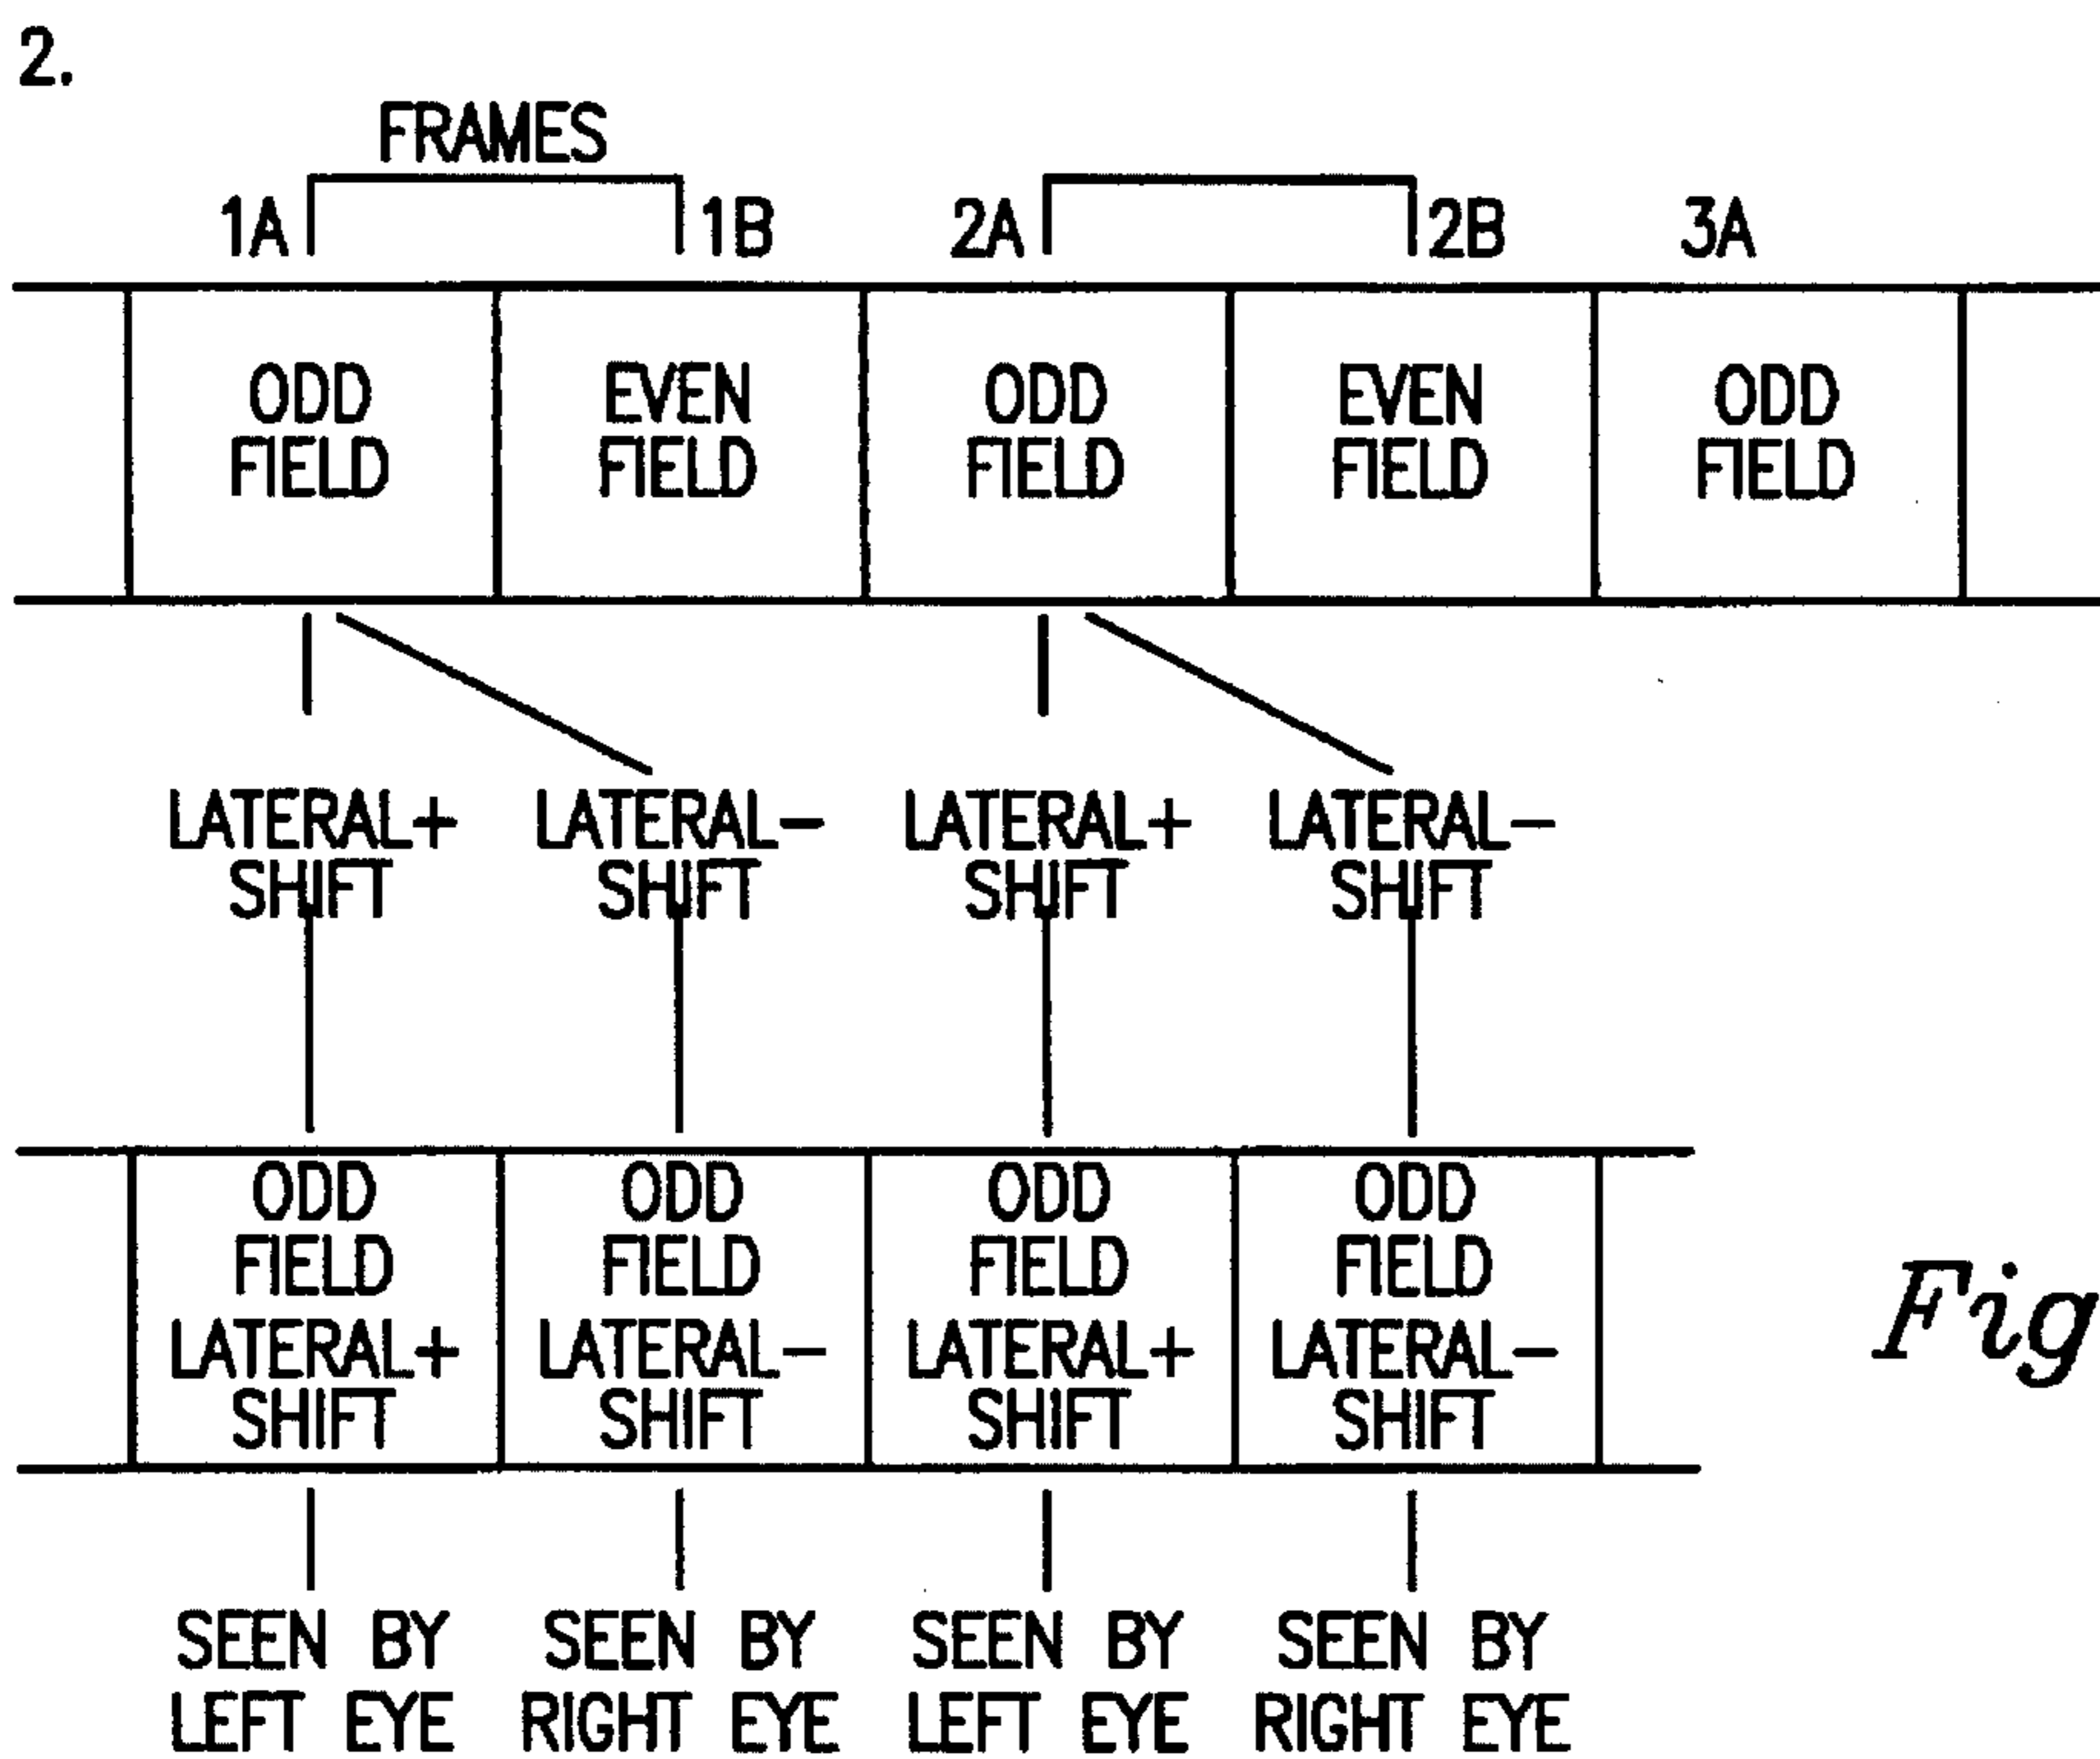 2.
FRAMES
1A 1B 2A 2B 3A
ODD EVEN ODD EVEN ODD
FIELD FIELD FIELD FIELD FIELD
LATERAL+ LATERAL- LATERAL+ LATERAL-
SHIFT SHIFT SHIFT SHIFT
ODD ODD ODD ODD
FIELD FIELD FIELD FIELD
LATERAL+ LATERAL- LATERAL+ LATERAL-
SHIFT SHIFT SHIFT SHIFT
Fig
SEEN BY SEEN BY SEEN BY SEEN BY
LEFT EYE RIGHT EYE LEFT EYE RIGHT EYE